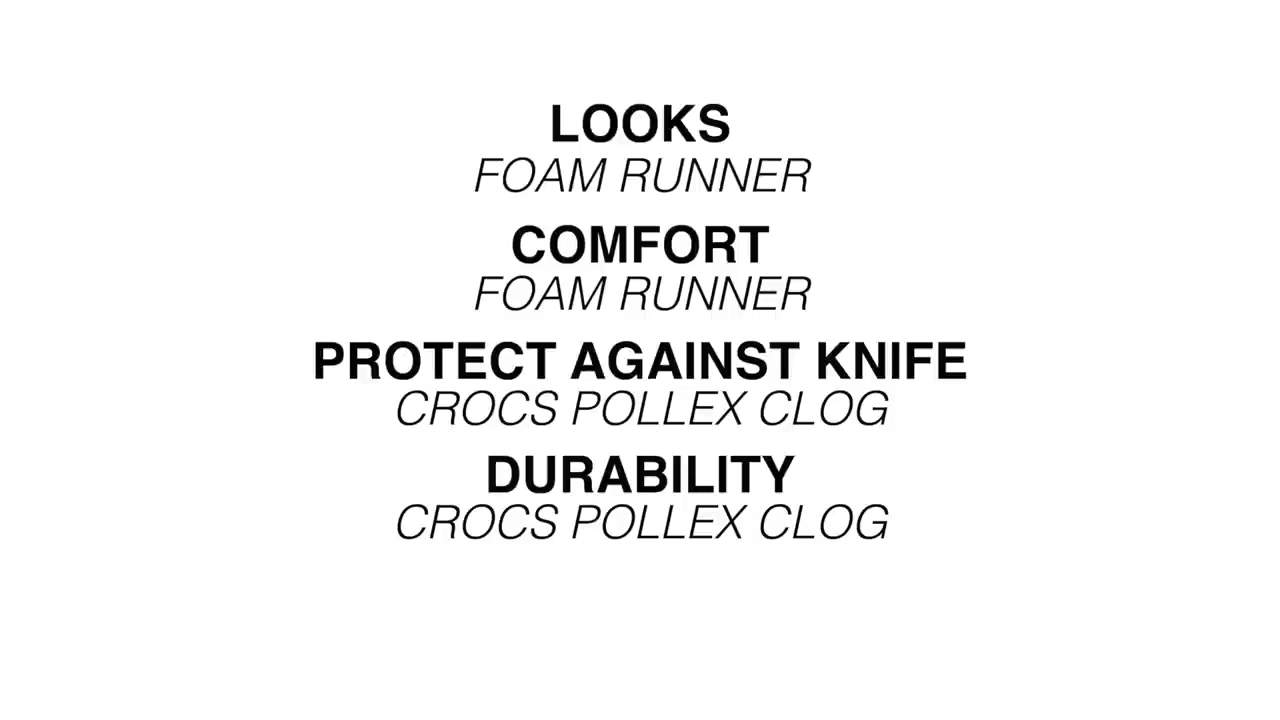 LOOKS
FOAM RUNNER
COMFORT
FOAM RUNNER
PROTECT AGAINST KNIFE
CROCS POLLEX CLOG
DURABILITY
CROCS POLLEX CLOG